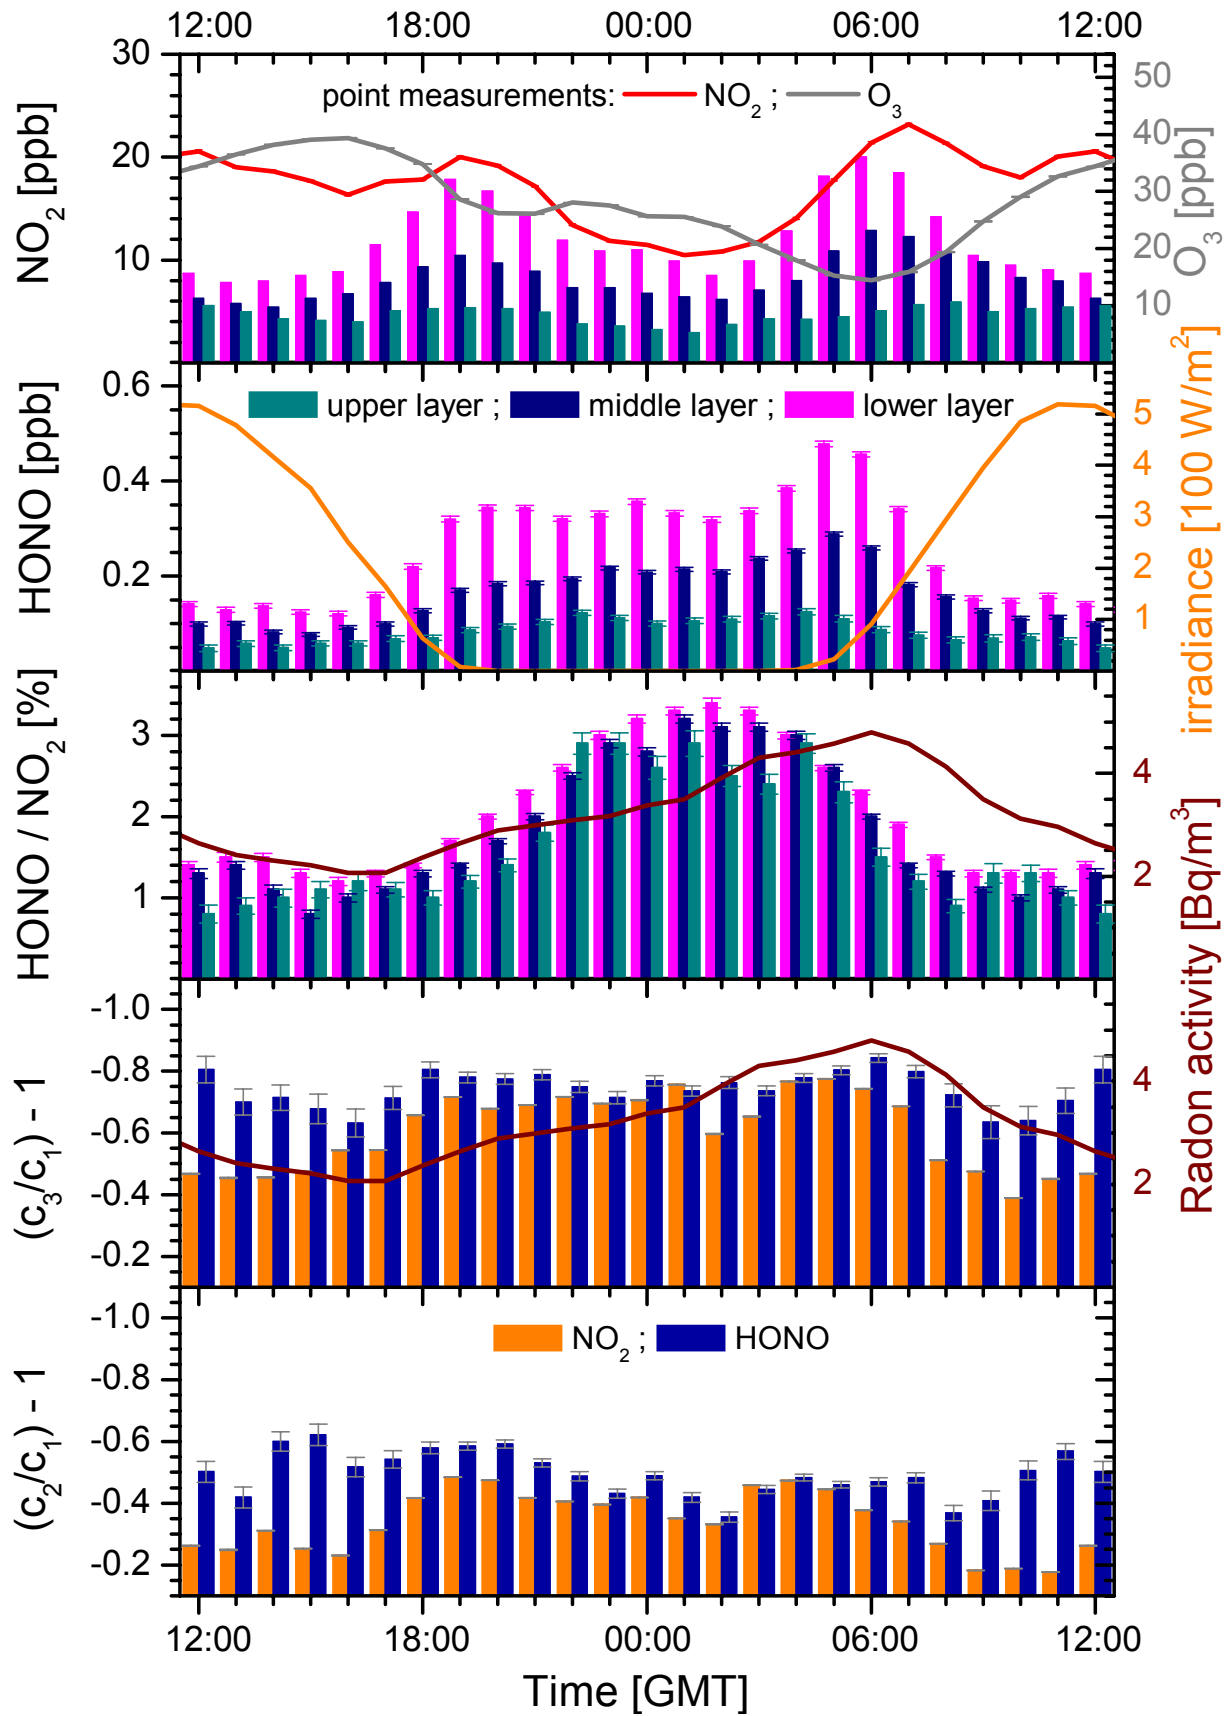 12:00 18:00 00:00 06:00 12:00
30
20
10
NO₂ [ppb]
50
40
30
20
10
O₃ [ppb]
point measurements: NO₂ ; O₃
0.6
0.4
0.2
HONO [ppb]
upper layer ; middle layer ; lower layer
5
4
3
2
1
irradiance [100 W/m²]
3
2
1
HONO / NO₂ [%]
4
2
Radon activity [Bq/m³]
-1.0
-0.8
-0.6
-0.4
-0.2
(c₃/c₁) - 1
4
2
-1.0
-0.8
-0.6
-0.4
-0.2
(c₂/c₁) - 1
NO₂ ; HONO
12:00 18:00 00:00 06:00 12:00
Time [GMT]